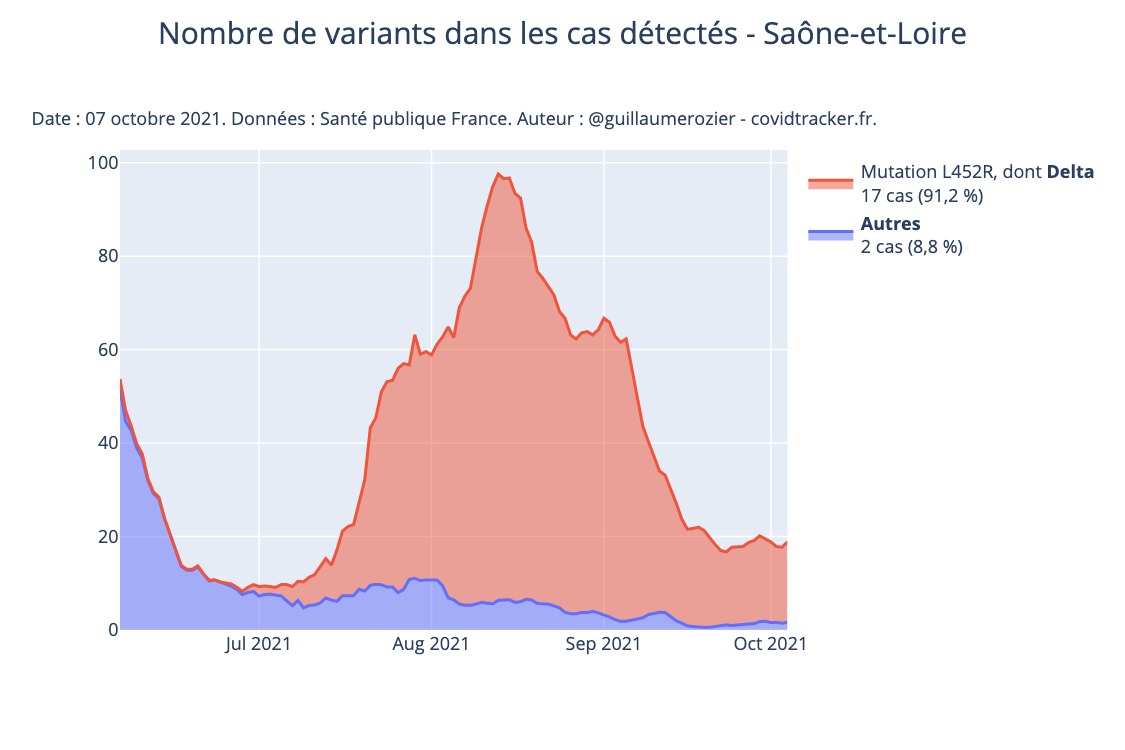 Nombre de variants dans les cas détectés - Saône-et-Loire
Date : 07 octobre 2021. Données : Santé publique France. Auteur : @guillaumerozier - covidtracker.fr.
100
80
60
40
20
0
Jul 2021
Aug 2021
Sep 2021
Oct 2021
Mutation L452R, dont Delta
17 cas (91,2 %)
Autres
2 cas (8,8 %)